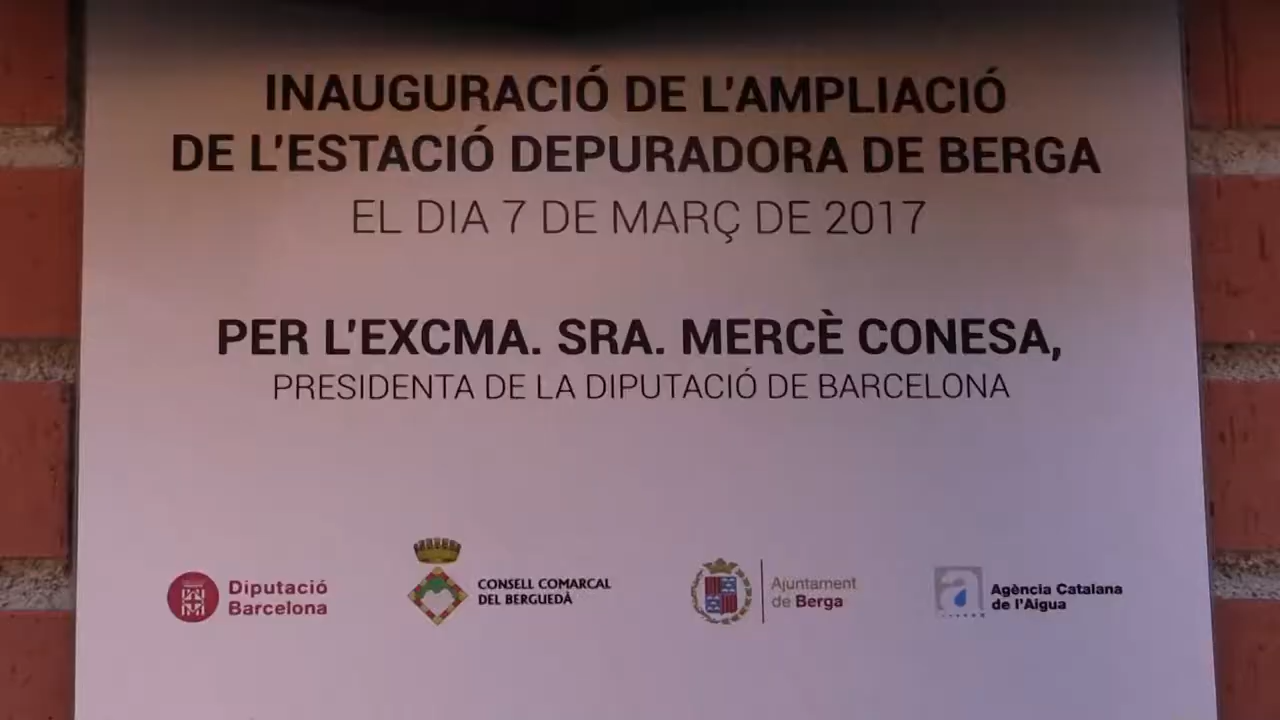 INAUGURACIÓ DE L'AMPLIACIÓ
DE L'ESTACIÓ DEPURADORA DE BERGA
EL DIA 7 DE MARÇ DE 2017
PER L'EXCMA. SRA. MERCÈ CONESA,
PRESIDENTA DE LA DIPUTACIÓ DE BARCELONA
Diputació
Barcelona
CONSELL COMARCAL
DEL BERGUEDÀ
Ajuntament
de Berga
Agència Catalana
de l'Aigua